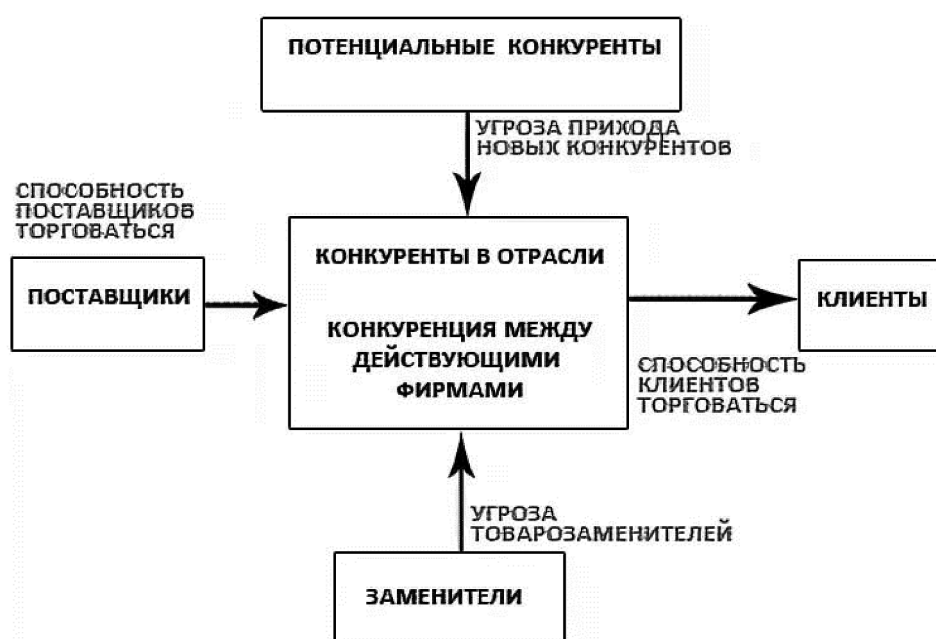 ПОТЕНЦИАЛЬНЫЕ КОНКУРЕНТЫ
УГРОЗА ПРИХОДА
НОВЫХ КОНКУРЕНТОВ
СПОСОБНОСТЬ
ПОСТАВЩИКОВ
ТОРГОВАТЬСЯ
ПОСТАВЩИКИ
КОНКУРЕНТЫ В ОТРАСЛИ
КОНКУРЕНЦИЯ МЕЖДУ
ДЕЙСТВУЮЩИМИ
ФИРМАМИ
КЛИЕНТЫ
СПОСОБНОСТЬ
КЛИЕНТОВ
ТОРГОВАТЬСЯ
УГРОЗА
ТОВАРОЗАМЕНИТЕЛЕЙ
ЗАМЕНИТЕЛИ